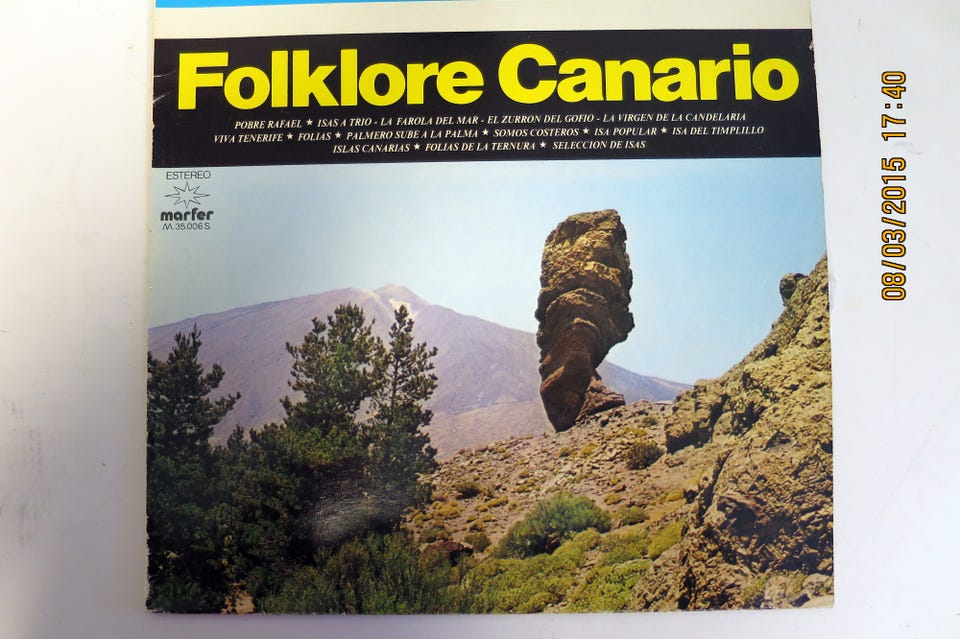 Folklore Canario
POBRE RAFAEL ★ ISAS A TRIO - LA FAROLA DEL MAR - EL ZURRON DEL GOFIO - LA VIRGEN DE LA CANDELARIA
VIVA TENERIFE ★ FOLIAS ★ PALMERO SUBE A LA PALMA ★ SOMOS COSTEROS ★ ISA POPULAR ★ ISA DEL TIMPLILLO
ISLAS CANARIAS ★ FOLIAS DE LA TERNURA ★ SELECCION DE ISAS
ESTEREO
marfer
M. 35.006 S.
08/03/2015 17:40